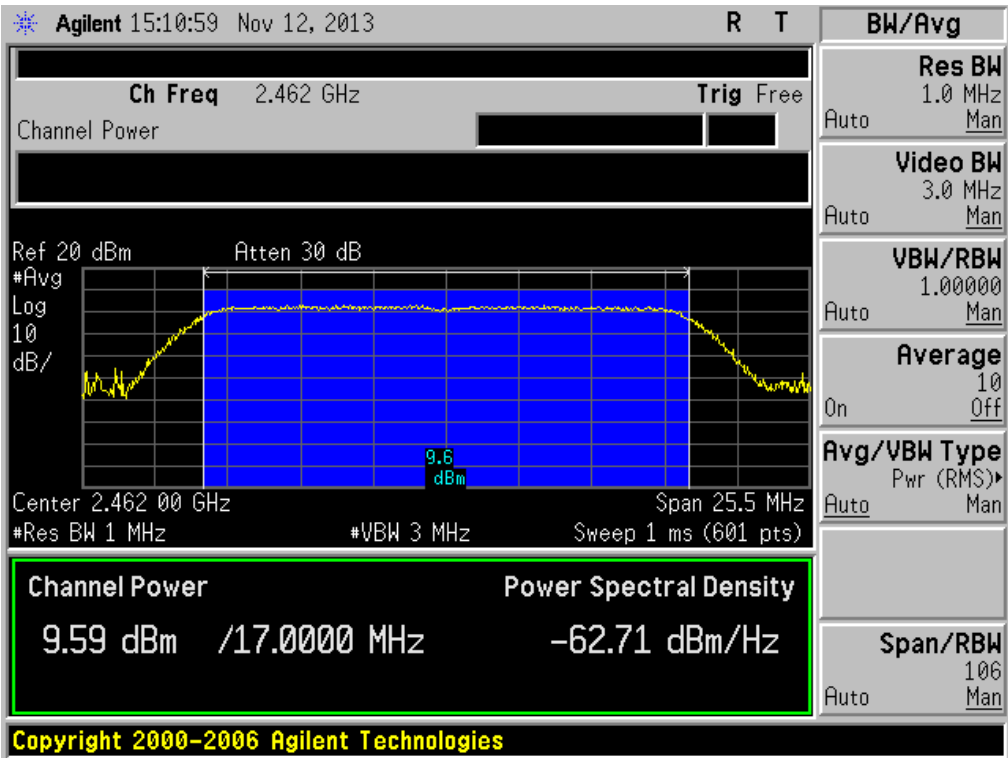 Agilent 15:10:59 Nov 12, 2013 R T
Ch Freq 2.462 GHz Trig Free
Channel Power
Ref 20 dBm Atten 30 dB
#Avg
Log
10
dB/
9.6
dBm
Center 2.462 00 GHz Span 25.5 MHz
#Res BW 1 MHz #VBW 3 MHz Sweep 1 ms (601 pts)
Channel Power Power Spectral Density
9.59 dBm /17.0000 MHz -62.71 dBm/Hz
Copyright 2000-2006 Agilent Technologies
BW/Avg
Res BW
1.0 MHz
Auto Man
Video BW
3.0 MHz
Auto Man
VBW/RBW
1.00000
Auto Man
Average
10
On Off
Avg/VBW Type
Pwr (RMS)▸
Auto Man
Span/RBW
106
Auto Man